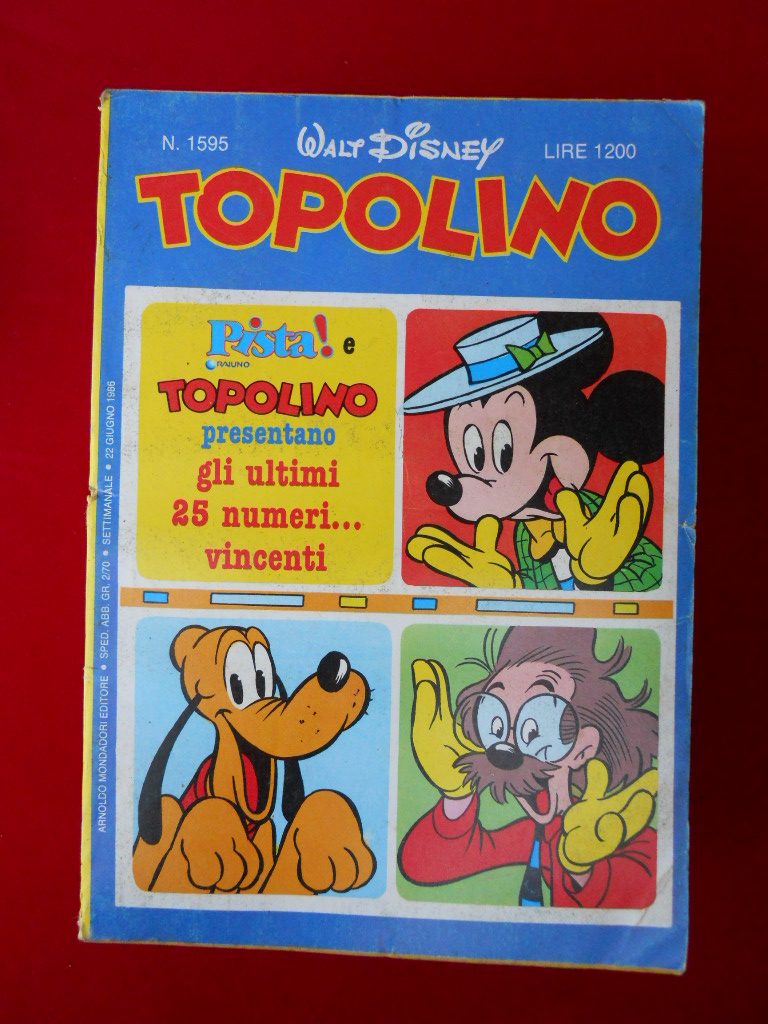 N. 1595
WALT DISNEY
LIRE 1200
TOPOLINO
Pista! e
RAIUNO
TOPOLINO
presentano
gli ultimi
25 numeri...
vincenti
ARNOLDO MONDADORI EDITORE • SPED. ABB. GR. 2/70 • SETTIMANALE • 22 GIUGNO 1986